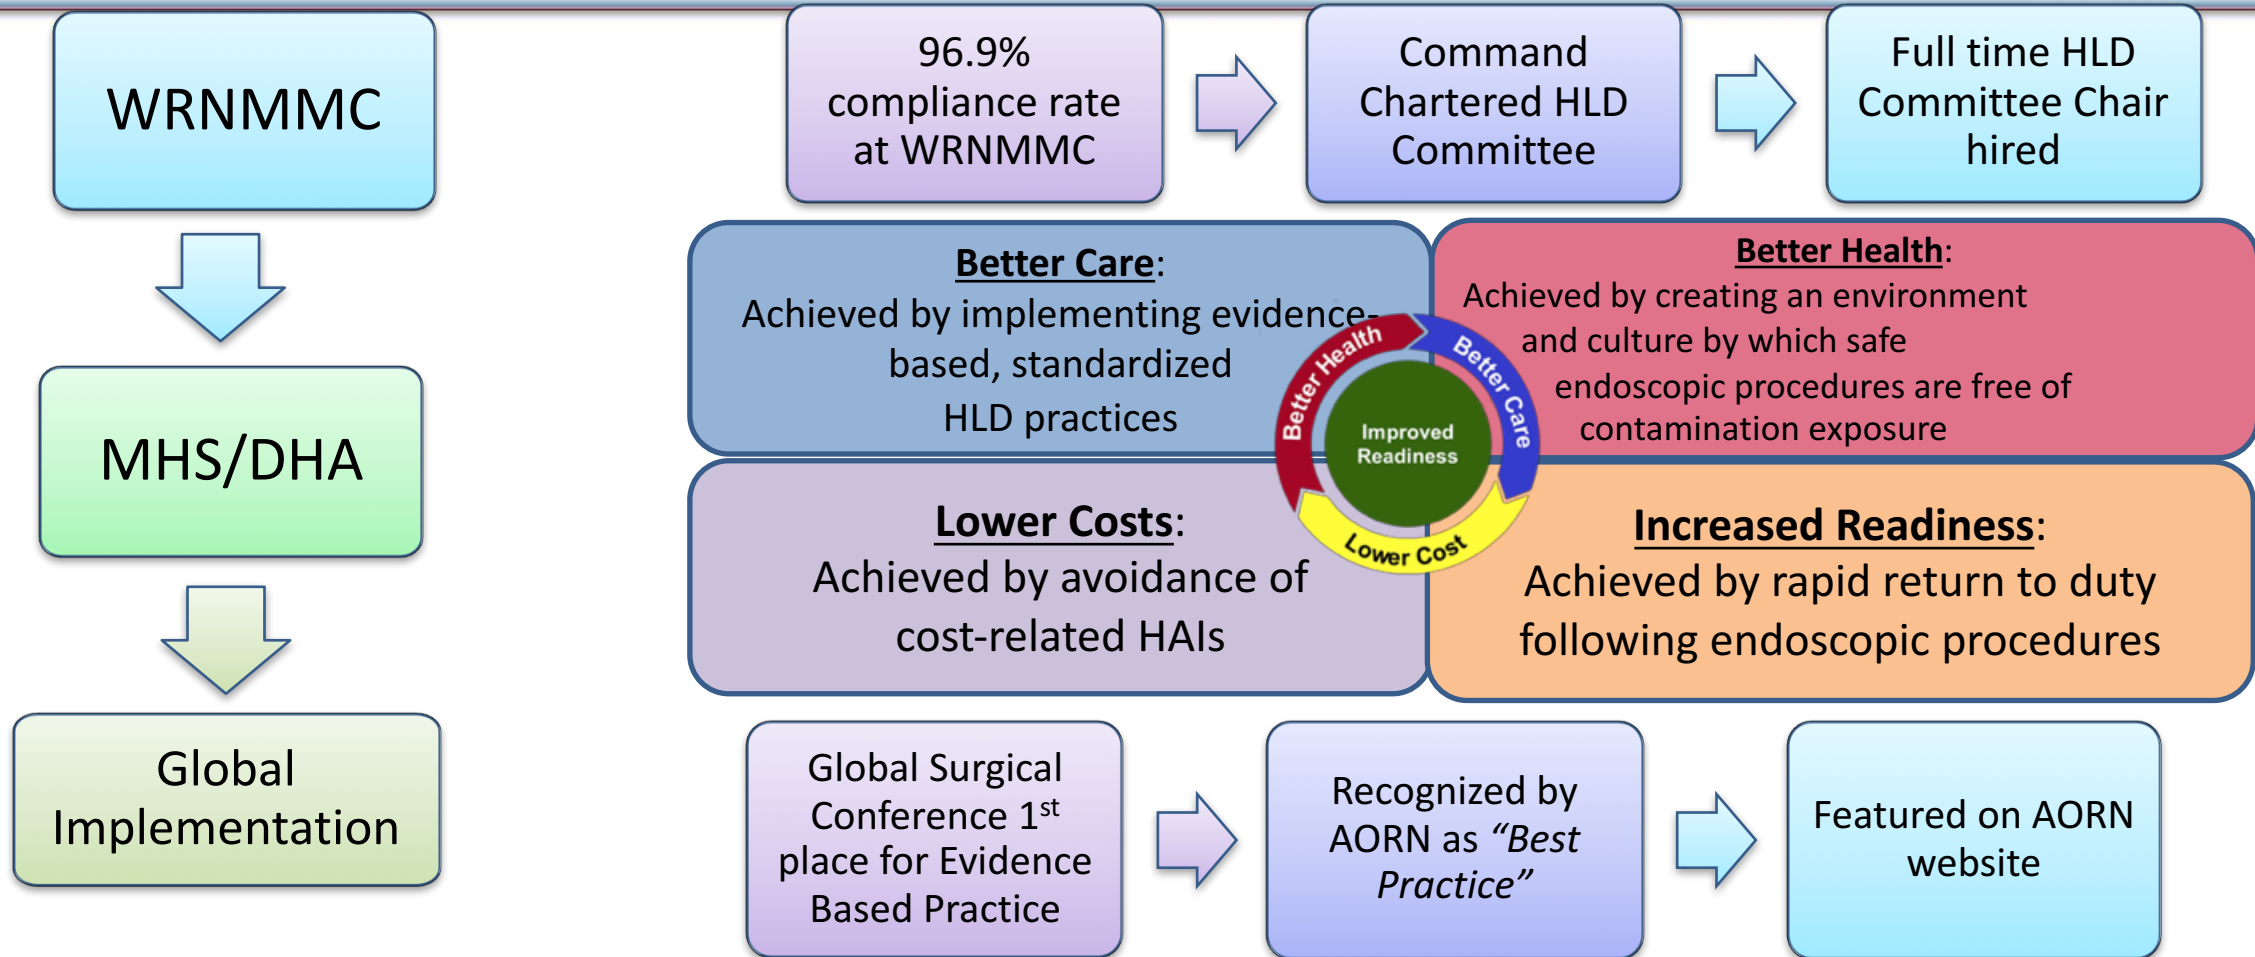 WRNMMC
96.9%
compliance rate
at WRNMMC
Command
Chartered HLD
Committee
Full time HLD
Committee Chair
hired
Better Care:
Achieved by implementing evidence-
based, standardized
HLD practices
Better Health:
Achieved by creating an environment
and culture by which safe
endoscopic procedures are free of
contamination exposure
Better Health
Better Care
Lower Cost
Improved
Readiness
MHS/DHA
Lower Costs:
Achieved by avoidance of
cost-related HAIs
Increased Readiness:
Achieved by rapid return to duty
following endoscopic procedures
Global
Implementation
Global Surgical
Conference 1st
place for Evidence
Based Practice
Recognized by
AORN as “Best
Practice”
Featured on AORN
website